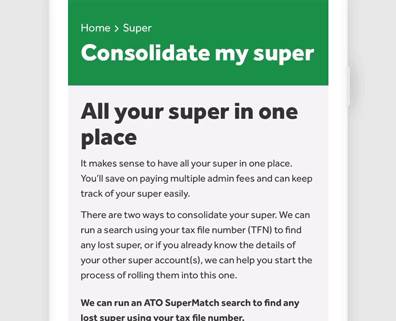 Home > Super
Consolidate my super
All your super in one
place
It makes sense to have all your super in one place.
You'll save on paying multiple admin fees and can keep
track of your super easily.
There are two ways to consolidate your super. We can
run a search using your tax file number (TFN) to find
any lost super, or if you already know the details of
your other super account(s), we can help you start the
process of rolling them into this one.
We can run an ATO SuperMatch search to find any
lost super using your tax file number.